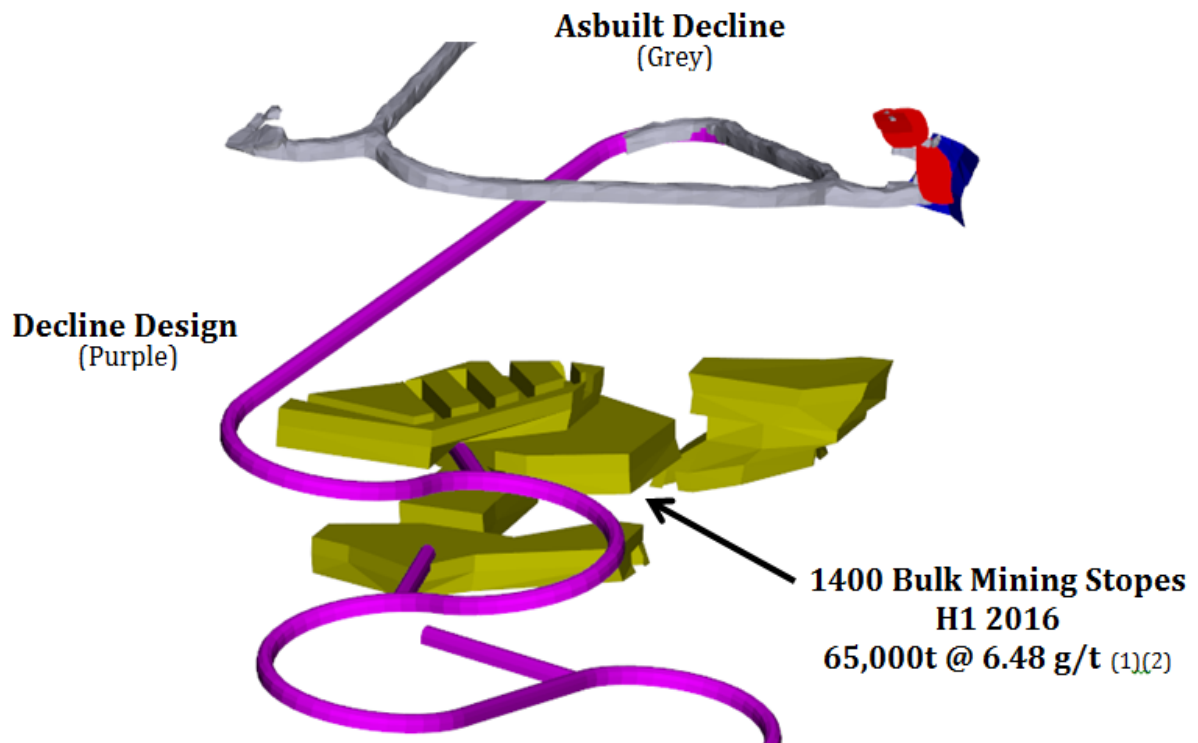 Asbuilt Decline
(Grey)
Decline Design
(Purple)
1400 Bulk Mining Stopes
H1 2016
65,000t @ 6.48 g/t (1)(2)